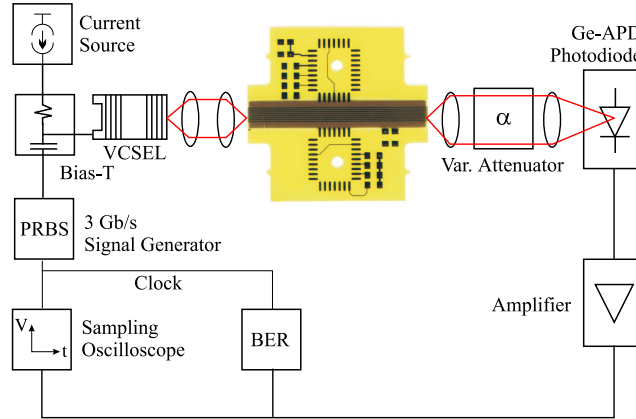 Current
Source
Ge-APD
Photodiode
VCSEL
α
Bias-T
Var. Attenuator
PRBS
3 Gb/s
Signal Generator
Clock
Amplifier
V
t
Sampling
Oscilloscope
BER